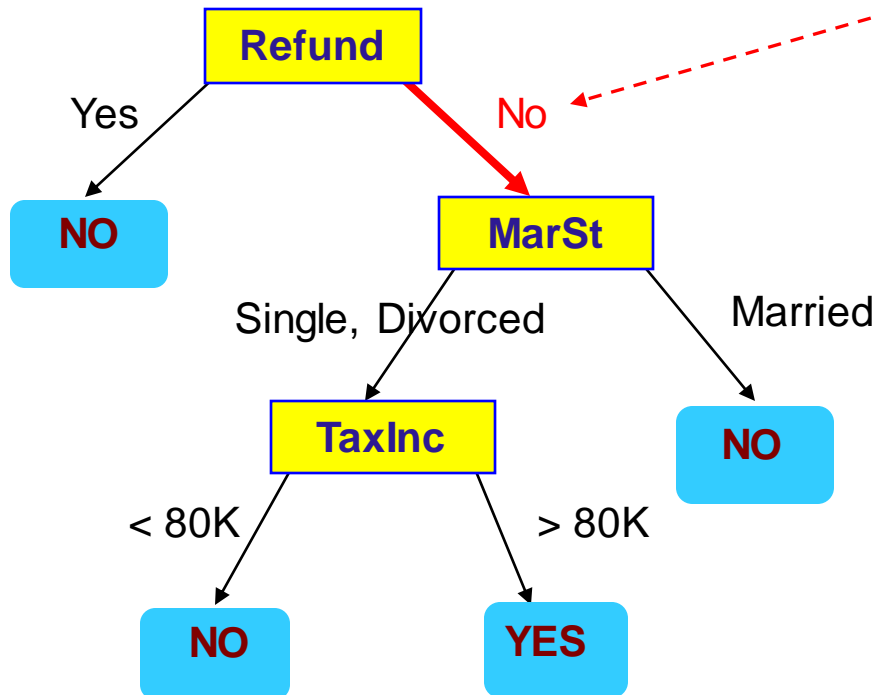 Refund
Yes
No
NO
MarSt
Single, Divorced
Married
TaxInc
NO
< 80K
> 80K
NO
YES